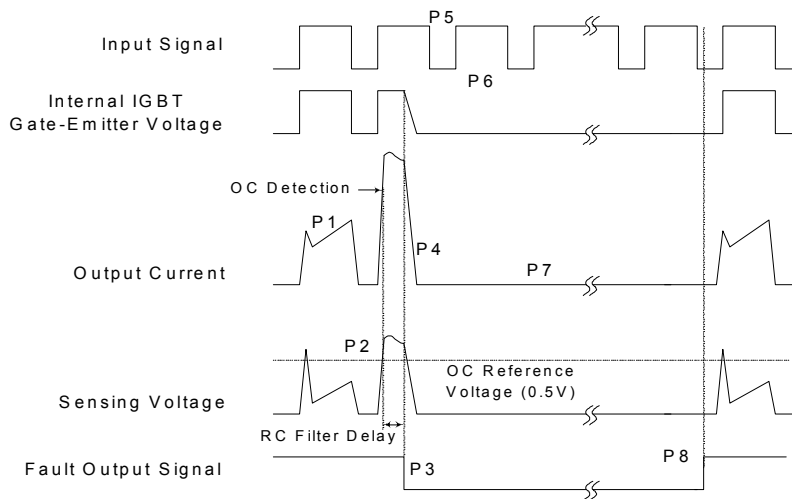 P5
Input Signal
P6
Internal IGBT
Gate-Emitter Voltage
OC Detection
P1
P4
P7
Output Current
P2
OC Reference
Voltage (0.5V)
Sensing Voltage
RC Filter Delay
P3
P8
Fault Output Signal